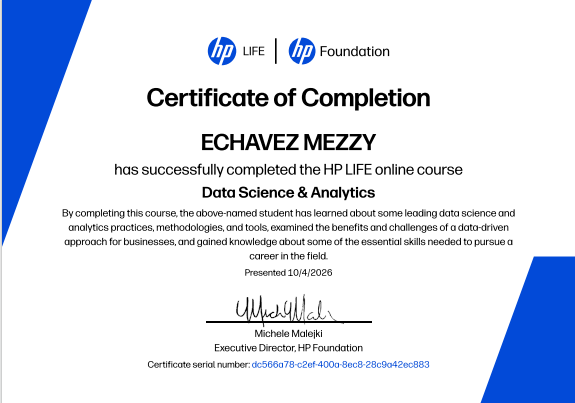 hp LIFE | hp Foundation
Certificate of Completion
ECHAVEZ MEZZY
has successfully completed the HP LIFE online course
Data Science & Analytics
By completing this course, the above-named student has learned about some leading data science and
analytics practices, methodologies, and tools, examined the benefits and challenges of a data-driven
approach for businesses, and gained knowledge about some of the essential skills needed to pursue a
career in the field.
Presented 10/4/2026
Michele Malejki
Executive Director, HP Foundation
Certificate serial number: dc566a78-c2ef-400a-8ec8-28c9a42ec883